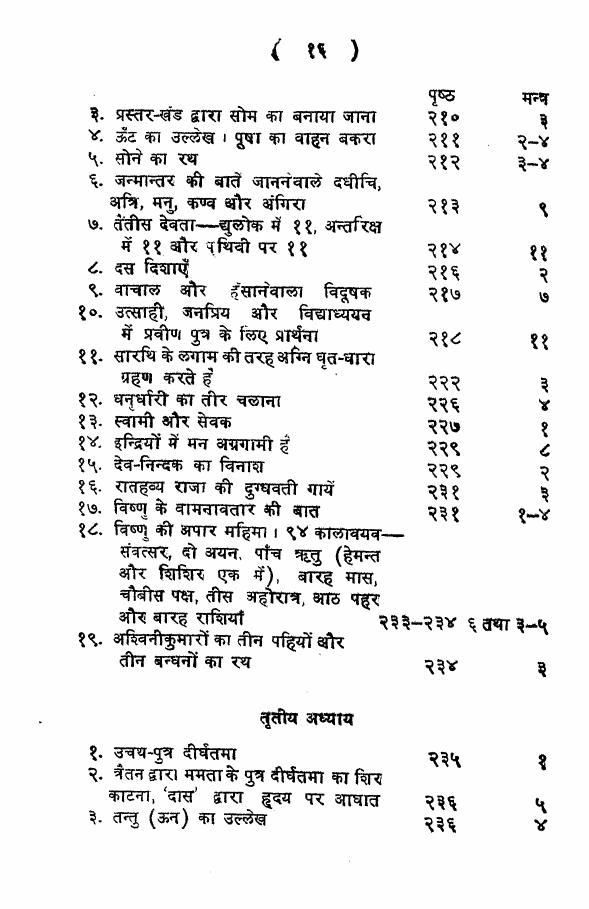 ( १६ )
पृष्ठ मन्त्र
३. प्रस्तर-खंड द्वारा सोम का बनाया जाना २१० ३
४. ऊँट का उल्लेख । पूषा का वाहन बकरा २११ २-४
५. सोने का रथ २१२ ३-४
६. जन्मान्तर की बातें जाननेवाले दधीचि,
अत्रि, मनु, कण्व और अंगिरा २१३ ९
७. तैंतीस देवता—द्युलोक में ११, अन्तरिक्ष
में ११ और पृथिवी पर ११ २१४ ११
८. दस दिशाएँ २१६ २
९. वाचाल और हँसानेवाला विदूषक २१७ ७
१०. उत्साही, जनप्रिय और विद्याध्ययन
में प्रवीण पुत्र के लिए प्रार्थना २१८ ११
११. सारथि के लगाम की तरह अग्नि घृत-धारा
ग्रहण करते हैं २२२ ३
१२. धनुर्धारी का तीर चलाना २२६ ४
१३. स्वामी और सेवक २२७ १
१४. इन्द्रियों में मन अग्रगामी हैं २२९ ८
१५. देव-निन्दक का विनाश २२९ २
१६. रातहव्य राजा की दुग्धवती गायें २३१ ३
१७. विष्णु के वामनावतार की बात २३१ १-४
१८. विष्णु की अपार महिमा । ९४ कालावयव—
संवत्सर, दो अयन, पाँच ऋतु (हेमन्त
और शिशिर एक में), बारह मास,
चौबीस पक्ष, तीस अहोरात्र, आठ पहर
और बारह राशियाँ २३३-२३४ ६ तथा ३-५
१९. अश्विनीकुमारों का तीन पहियों और
तीन बन्धनों का रथ २३४ ३
तृतीय अध्याय
१. उचथ-पुत्र दीर्घतमा २३५ १
२. त्रैतन द्वारा ममता के पुत्र दीर्घतमा का शिर
काटना, ‘दास’ द्वारा हृदय पर आघात २३६ ५
३. तन्तु (ऊन) का उल्लेख २३६ ४